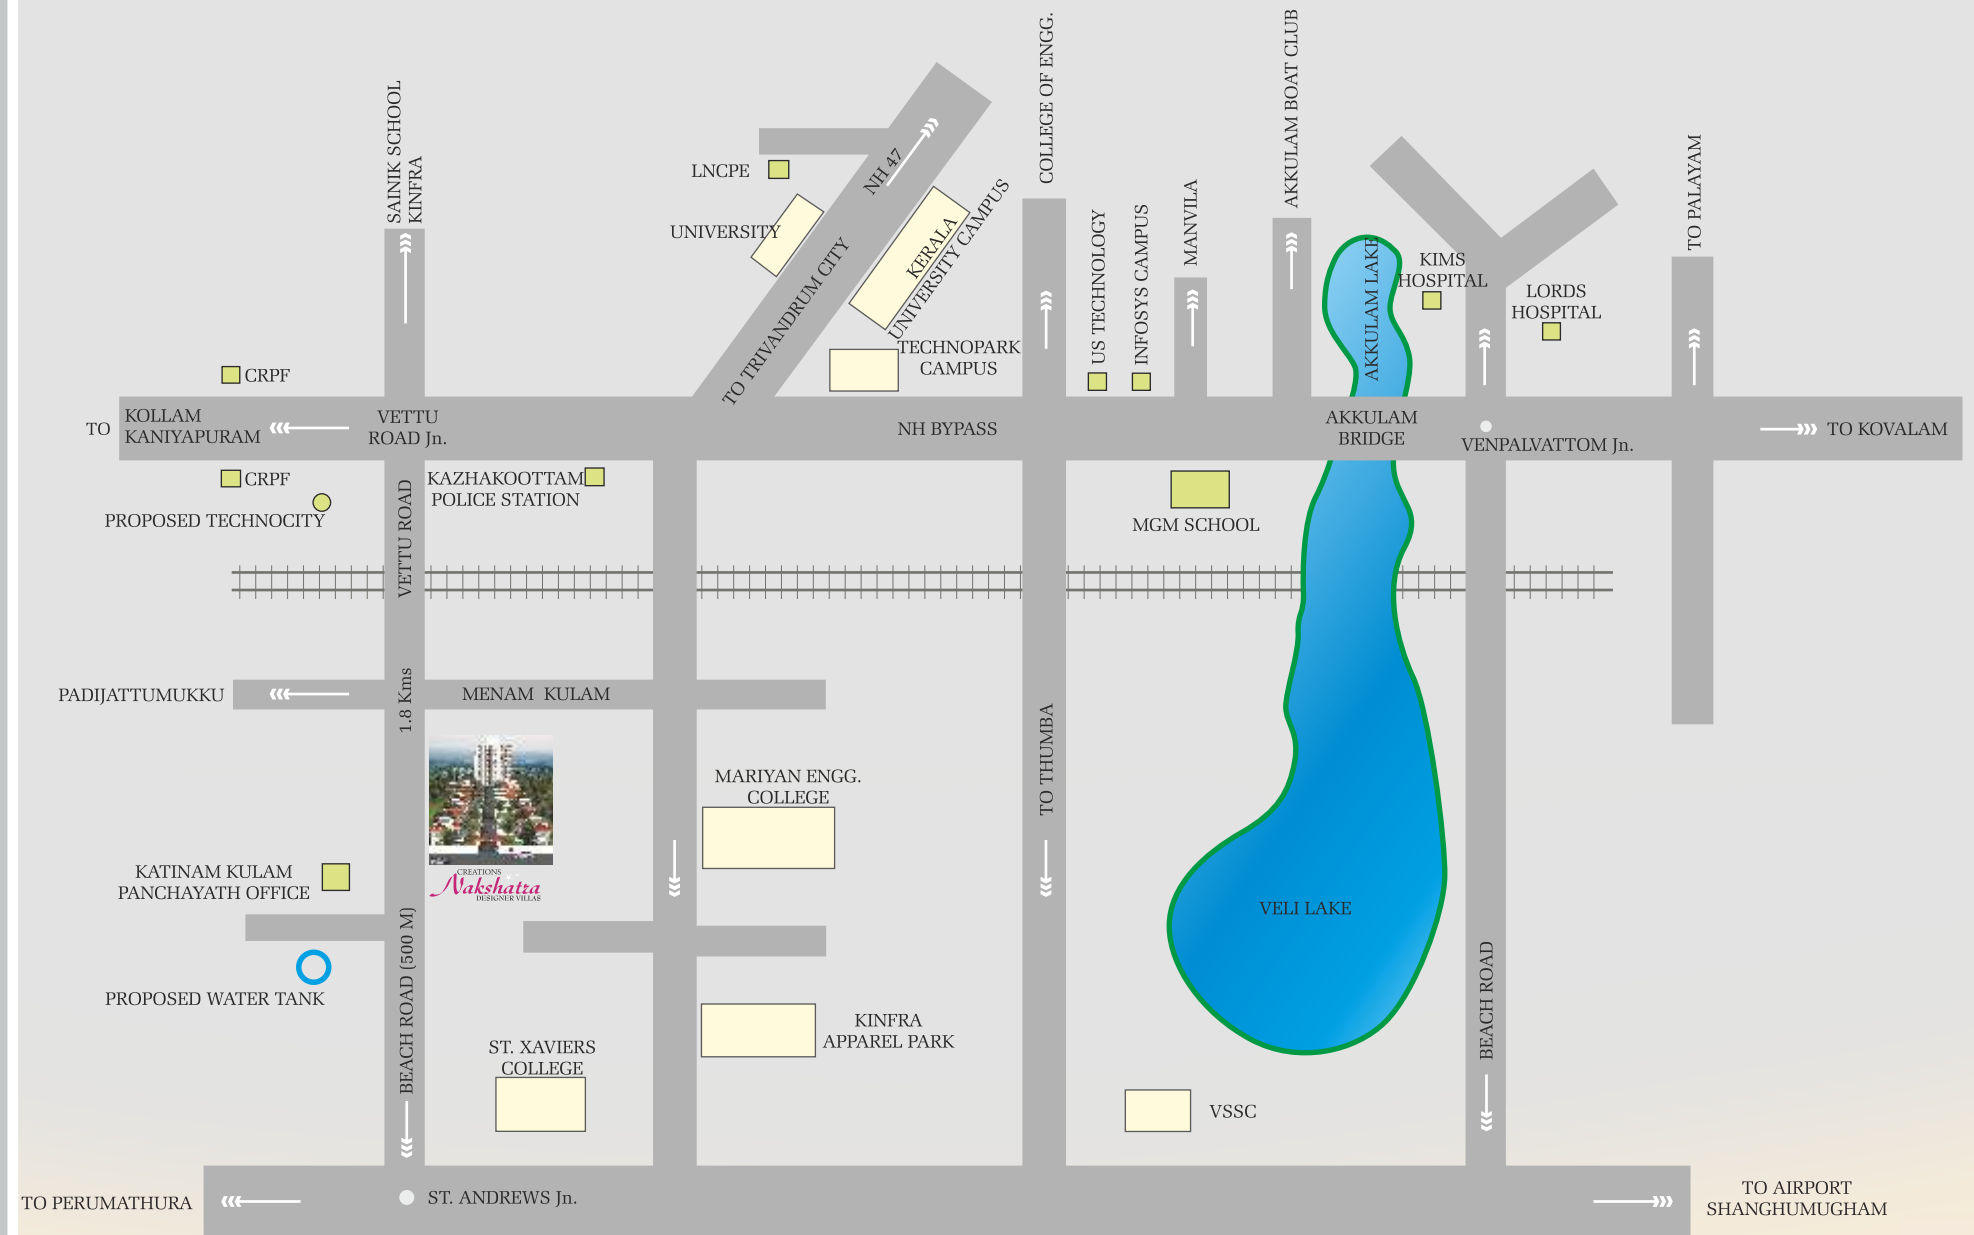 SAINIK SCHOOL
KINFRA
LNCPE
UNIVERSITY
NH 47
TO TRIVANDRUM CITY
KERALA
UNIVERSITY CAMPUS
TECHNOPARK
CAMPUS
COLLEGE OF ENGG.
US TECHNOLOGY
INFOSYS CAMPUS
MANVILA
AKKULAM BOAT CLUB
AKKULAM LAKE
KIMS
HOSPITAL
LORDS
HOSPITAL
TO PALAYAM
CRPF
TO
KOLLAM
KANIYAPURAM
VETTU
ROAD Jn.
NH BYPASS
AKKULAM
BRIDGE
VENPALVATTOM Jn.
TO KOVALAM
CRPF
PROPOSED TECHNOCITY
VETTU ROAD
KAZHAKOOTTAM
POLICE STATION
MGM SCHOOL
PADIJATTUMUKKU
1.8 Kms
MENAM KULAM
TO THUMBA
MARIYAN ENGG.
COLLEGE
CREATIONS
Nakshatra
DESIGNER VILLAS
KATINAM KULAM
PANCHAYATH OFFICE
VELI LAKE
BEACH ROAD (500 M)
BEACH ROAD
PROPOSED WATER TANK
KINFRA
APPAREL PARK
ST. XAVIERS
COLLEGE
VSSC
TO PERUMATHURA
ST. ANDREWS Jn.
TO AIRPORT
SHANGHUMUGHAM